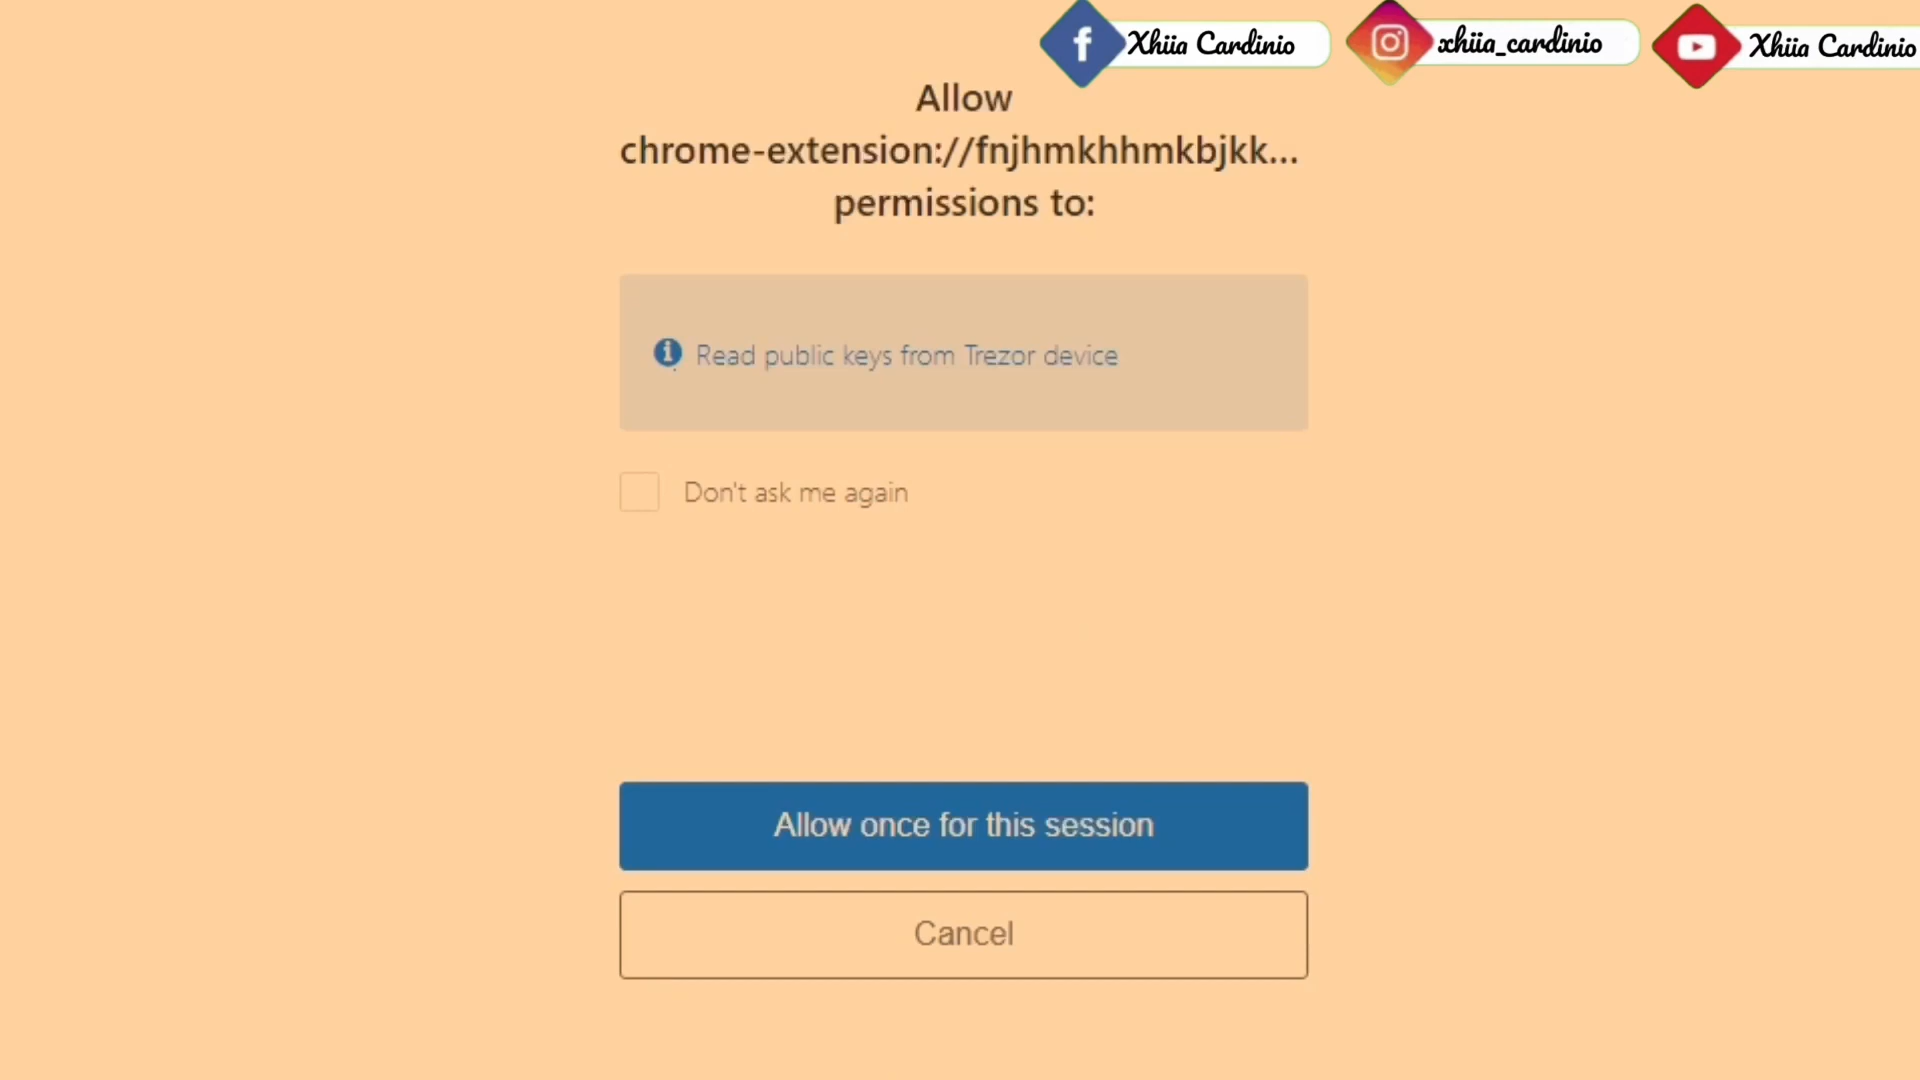 Xhiia Cardinio
xhiia_cardinio
Xhiia Cardinio
Allow
chrome-extension://fnjhmkhhmkbjkk...
permissions to:
Read public keys from Trezor device
Don't ask me again
Allow once for this session
Cancel